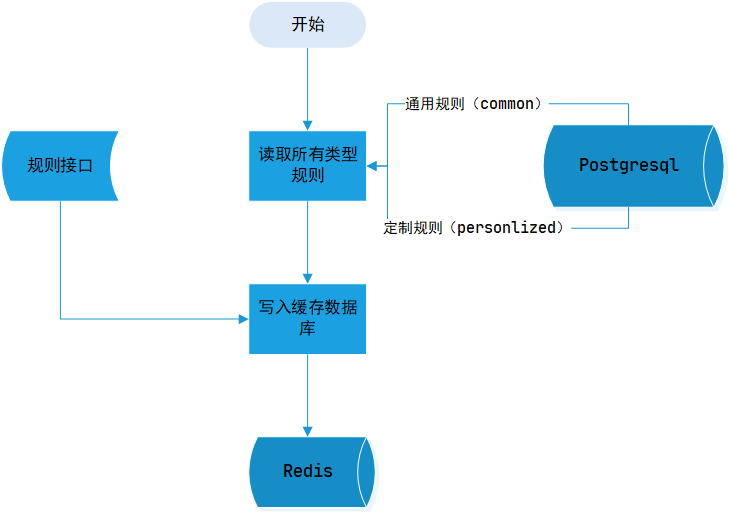 开始
通用规则（common）
规则接口
读取所有类型
规则
Postgresql
定制规则（personlized）
写入缓存数据
库
Redis